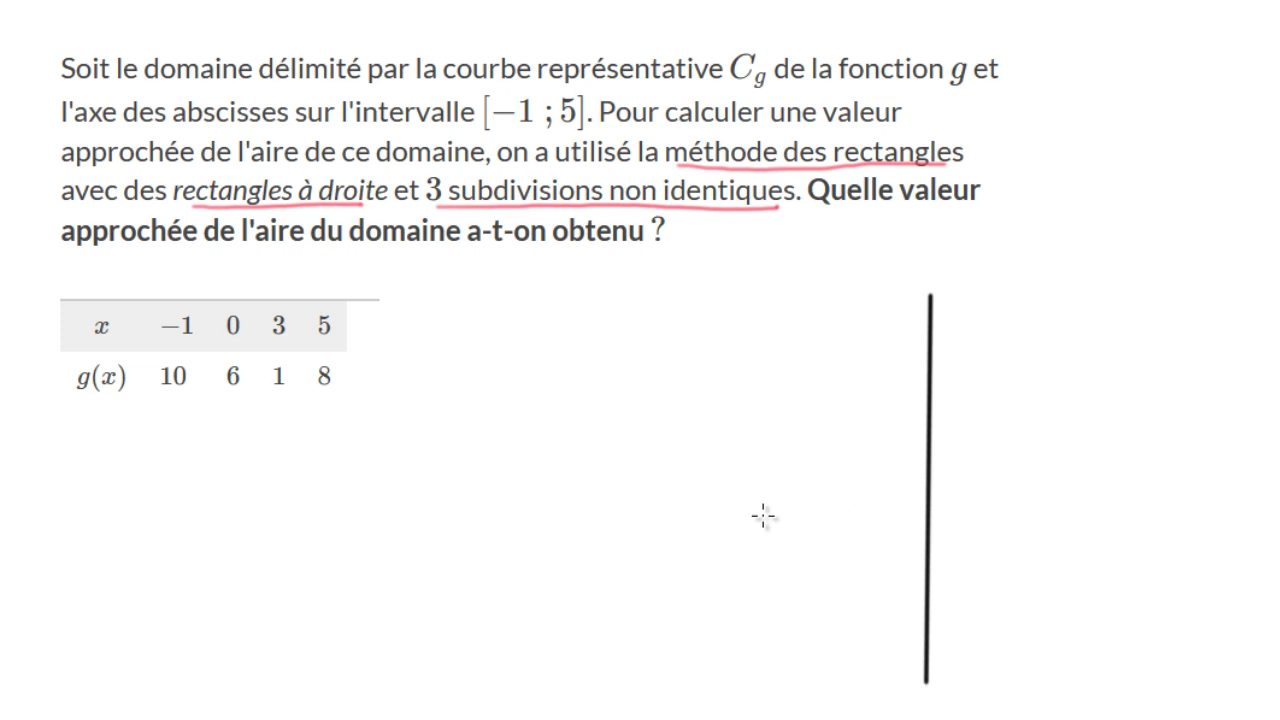 Soit le domaine délimité par la courbe représentative C_g de la fonction g et
l'axe des abscisses sur l'intervalle [−1 ; 5]. Pour calculer une valeur
approchée de l'aire de ce domaine, on a utilisé la méthode des rectangles
avec des rectangles à droite et 3 subdivisions non identiques. Quelle valeur
approchée de l'aire du domaine a-t-on obtenu ?
x −1 0 3 5
g(x) 10 6 1 8